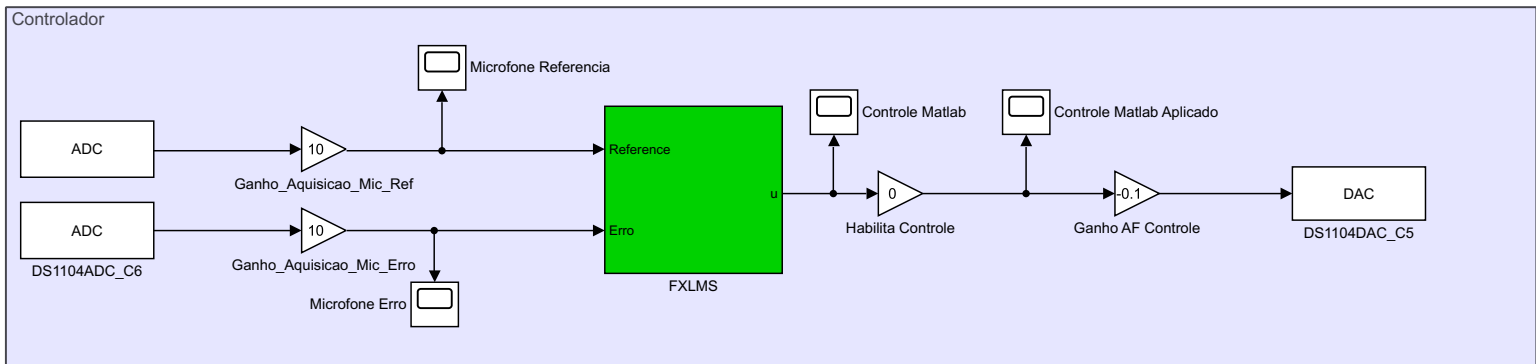 Controlador
Microfone Referencia
ADC
10
Ganho_Aquisicao_Mic_Ref
Reference
Controle Matlab
Controle Matlab Aplicado
u
0
Habilita Controle
-0.1
Ganho AF Controle
DAC
DS1104DAC_C5
ADC
DS1104ADC_C6
10
Ganho_Aquisicao_Mic_Erro
Erro
FXLMS
Microfone Erro